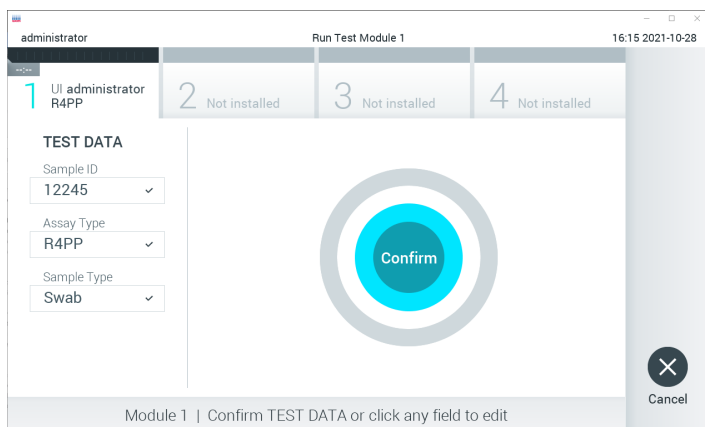 administrator
Run Test Module 1
16:15 2021-10-28
--:--
1
UI administrator
R4PP
2 Not installed
3 Not installed
4 Not installed
TEST DATA
Sample ID
12245
Assay Type
R4PP
Sample Type
Swab
Confirm
Cancel
Module 1 | Confirm TEST DATA or click any field to edit